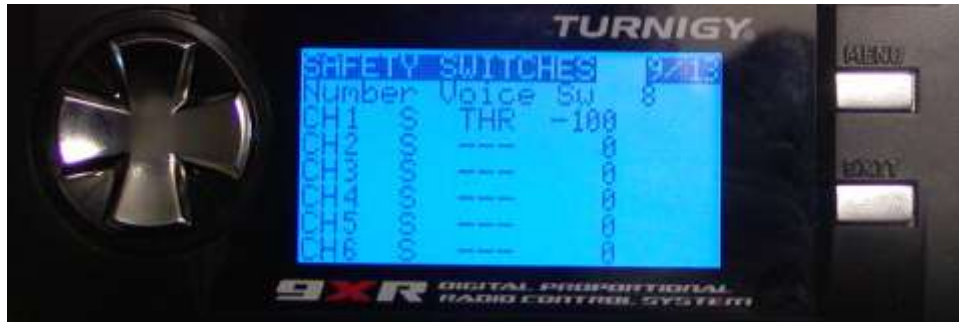 TURNIGY
MENU
SAFETY SWITCHES 9/13
Number Voice Sw 8
CH1 S THR -100
CH2 S --- 0
CH3 S --- 0
CH4 S --- 0
CH5 S --- 0
CH6 S --- 0
EXIT
9XR DIGITAL PROPORTIONAL
RADIO CONTROL SYSTEM